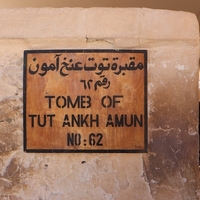 مقبرة توت عنخ آمون
رقم ٦٢
TOMB OF
TUT ANKH AMUN
NO: 62